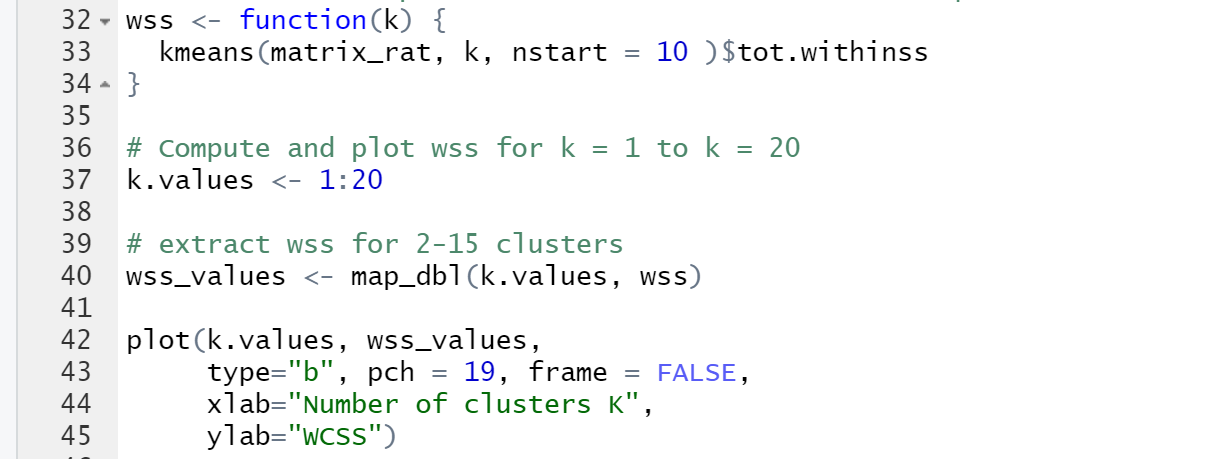 32 wss <- function(k) {
33 kmeans(matrix_rat, k, nstart = 10 )$tot.withinss
34 }
35
36 # Compute and plot wss for k = 1 to k = 20
37 k.values <- 1:20
38
39 # extract wss for 2-15 clusters
40 wss_values <- map_dbl(k.values, wss)
41
42 plot(k.values, wss_values,
43 type="b", pch = 19, frame = FALSE,
44 xlab="Number of clusters K",
45 ylab="WCSS")